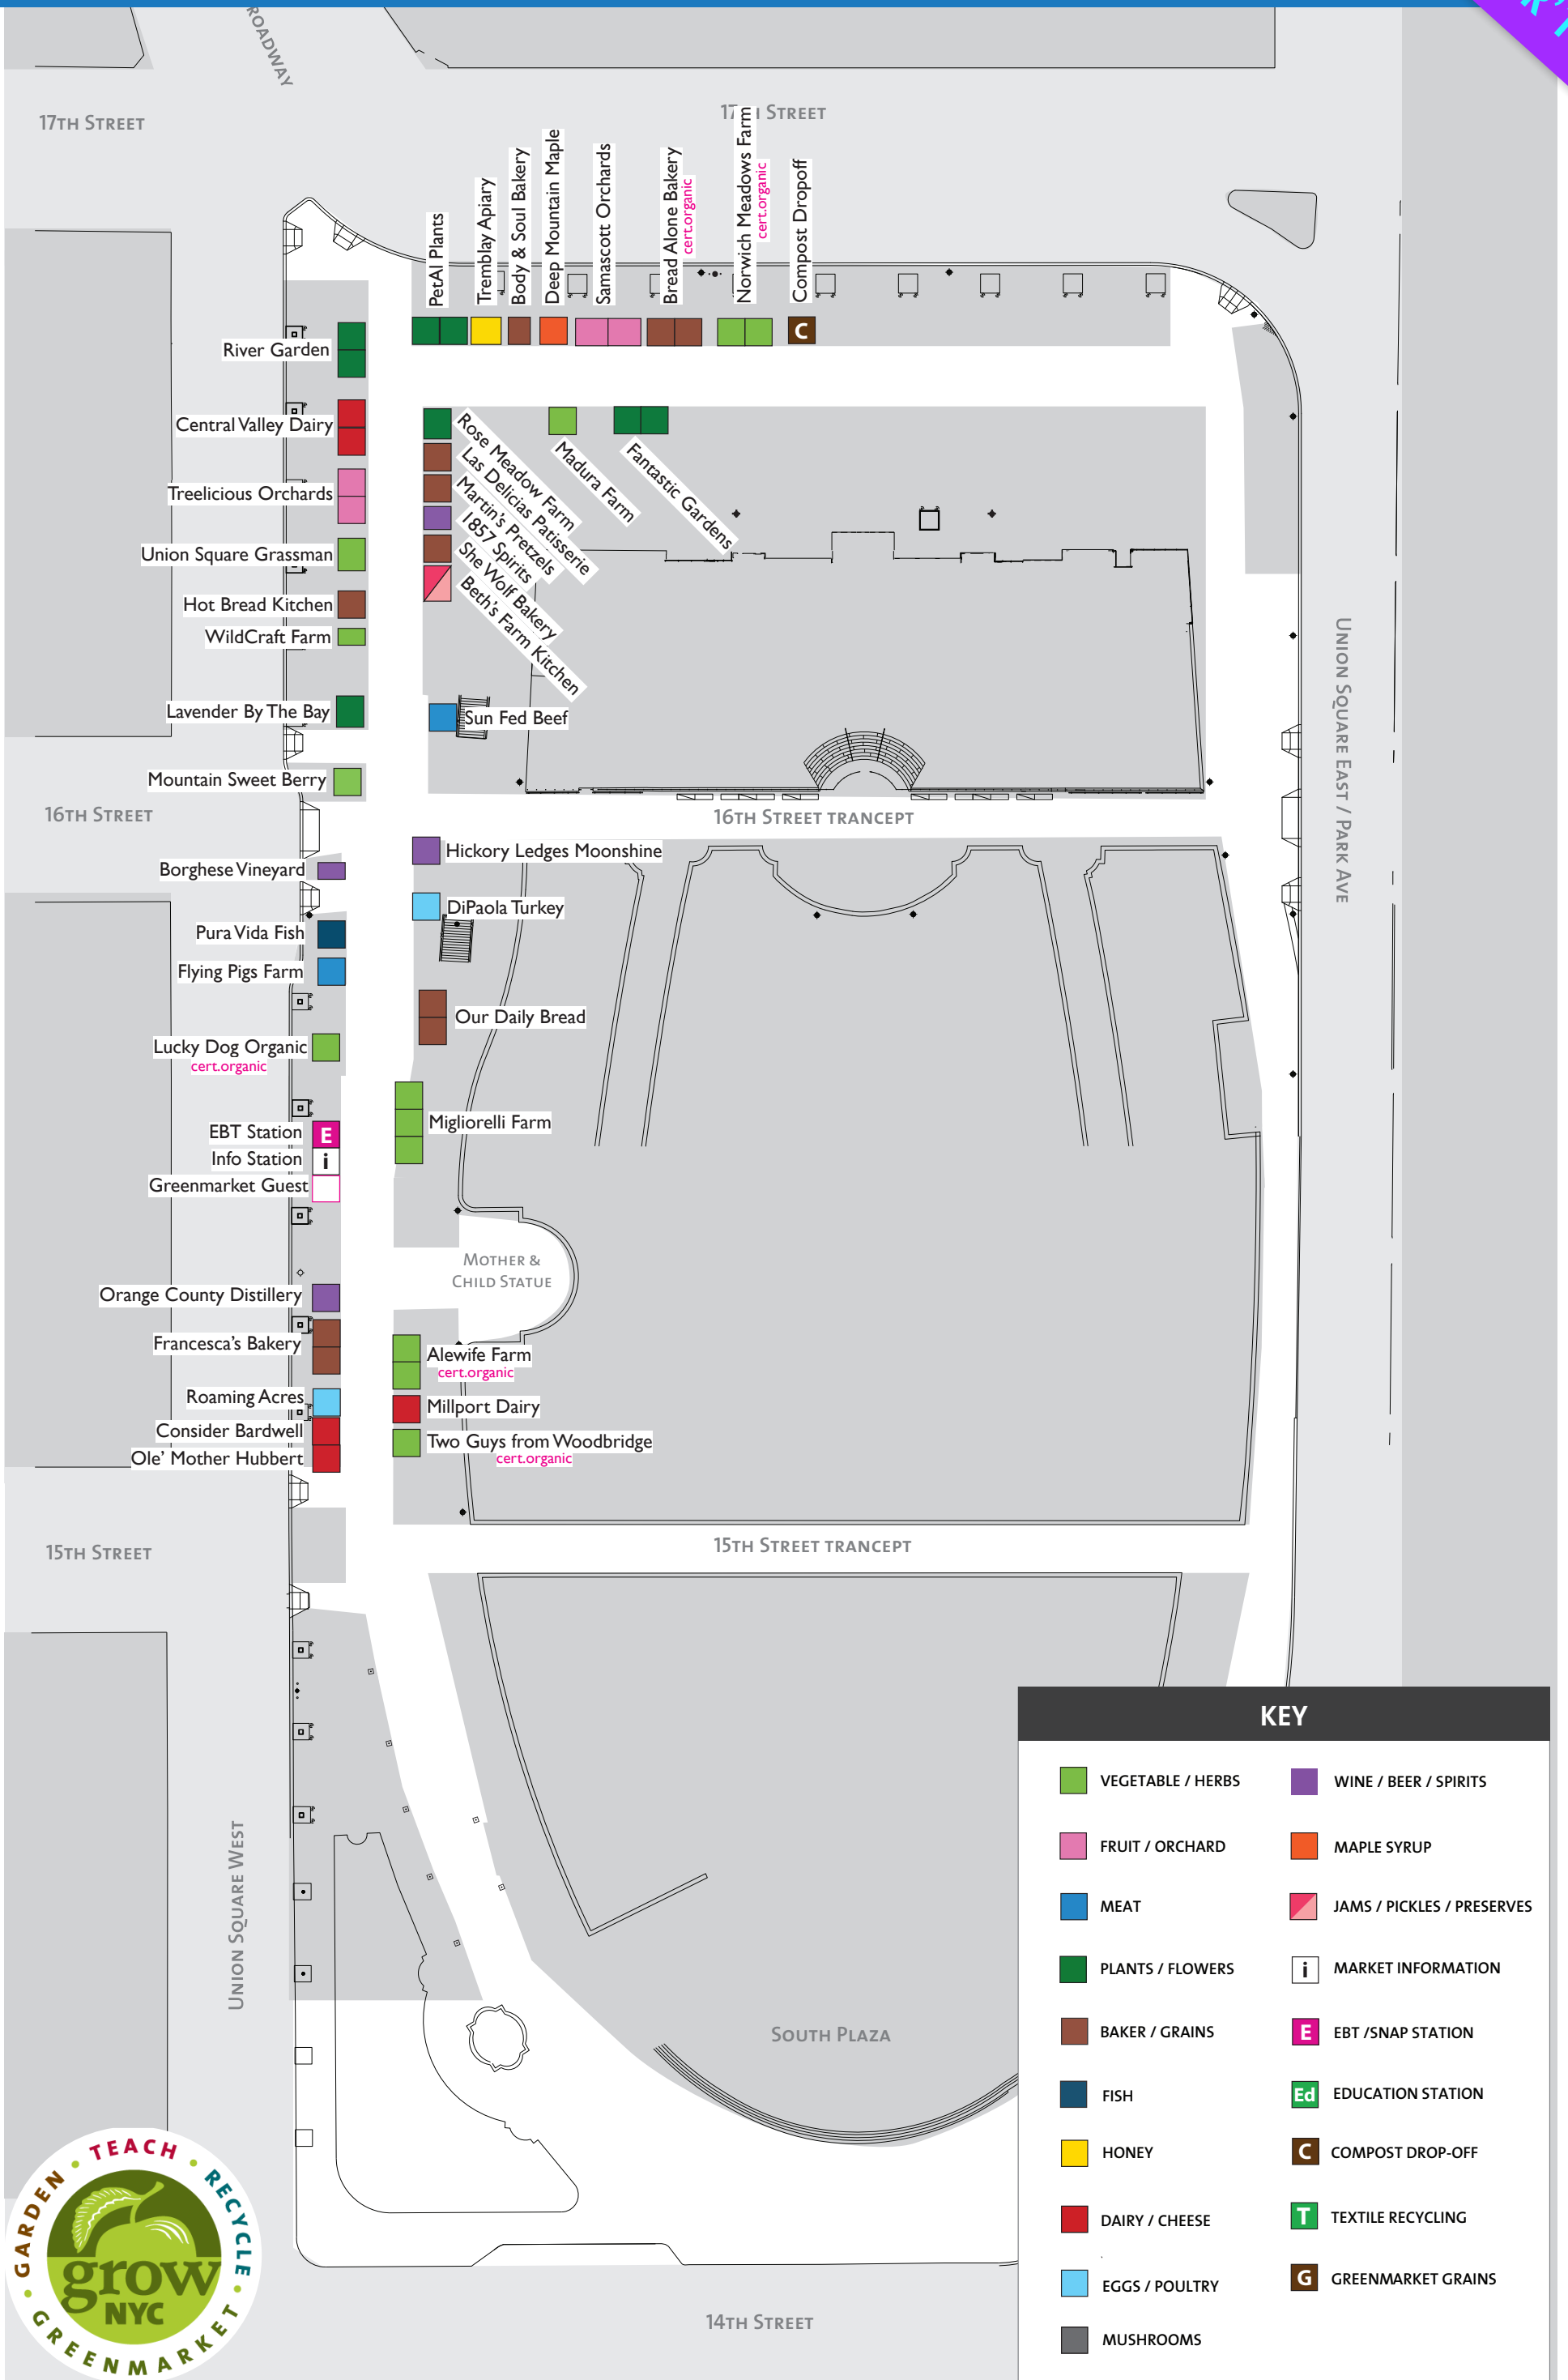 ROADWAY
17TH STREET
17TH STREET
PetAl Plants
Tremblay Apiary
Body & Soul Bakery
Deep Mountain Maple
Samascott Orchards
Bread Alone Bakery
cert.organic
Norwich Meadows Farm
cert.organic
Compost Dropoff
C
River Garden
Central Valley Dairy
Treelicious Orchards
Union Square Grassman
Hot Bread Kitchen
WildCraft Farm
Lavender By The Bay
Mountain Sweet Berry
Rose Meadow Farm
Las Delicias Patisserie
Martin's Pretzels
1857 Spirits
She Wolf Bakery
Beth's Farm Kitchen
Madura Farm
Fantastic Gardens
Sun Fed Beef
UNION SQUARE EAST / PARK AVE
16TH STREET
16TH STREET TRANCEPT
Borghese Vineyard
Pura Vida Fish
Flying Pigs Farm
Lucky Dog Organic
cert.organic
EBT Station
E
Info Station
i
Greenmarket Guest
Hickory Ledges Moonshine
DiPaola Turkey
Our Daily Bread
Migliorelli Farm
MOTHER &
CHILD STATUE
Orange County Distillery
Francesca's Bakery
Roaming Acres
Consider Bardwell
Ole' Mother Hubbert
Alewife Farm
cert.organic
Millport Dairy
Two Guys from Woodbridge
cert.organic
15TH STREET
15TH STREET TRANCEPT
UNION SQUARE WEST
SOUTH PLAZA
14TH STREET
KEY
VEGETABLE / HERBS
FRUIT / ORCHARD
MEAT
PLANTS / FLOWERS
BAKER / GRAINS
FISH
HONEY
DAIRY / CHEESE
EGGS / POULTRY
MUSHROOMS
WINE / BEER / SPIRITS
MAPLE SYRUP
JAMS / PICKLES / PRESERVES
i MARKET INFORMATION
E EBT /SNAP STATION
Ed EDUCATION STATION
C COMPOST DROP-OFF
T TEXTILE RECYCLING
G GREENMARKET GRAINS
GARDEN • TEACH • RECYCLE • GREENMARKET •
grow
NYC